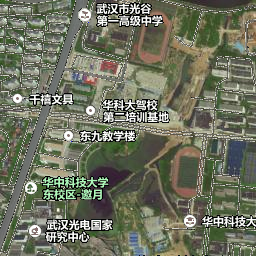 武汉市光谷
第一高级中学
千禧文具
华科大驾校
第二培训基地
东九教学楼
华中科技大学
东校区-邀月
武汉光电国家
研究中心
华中科技大